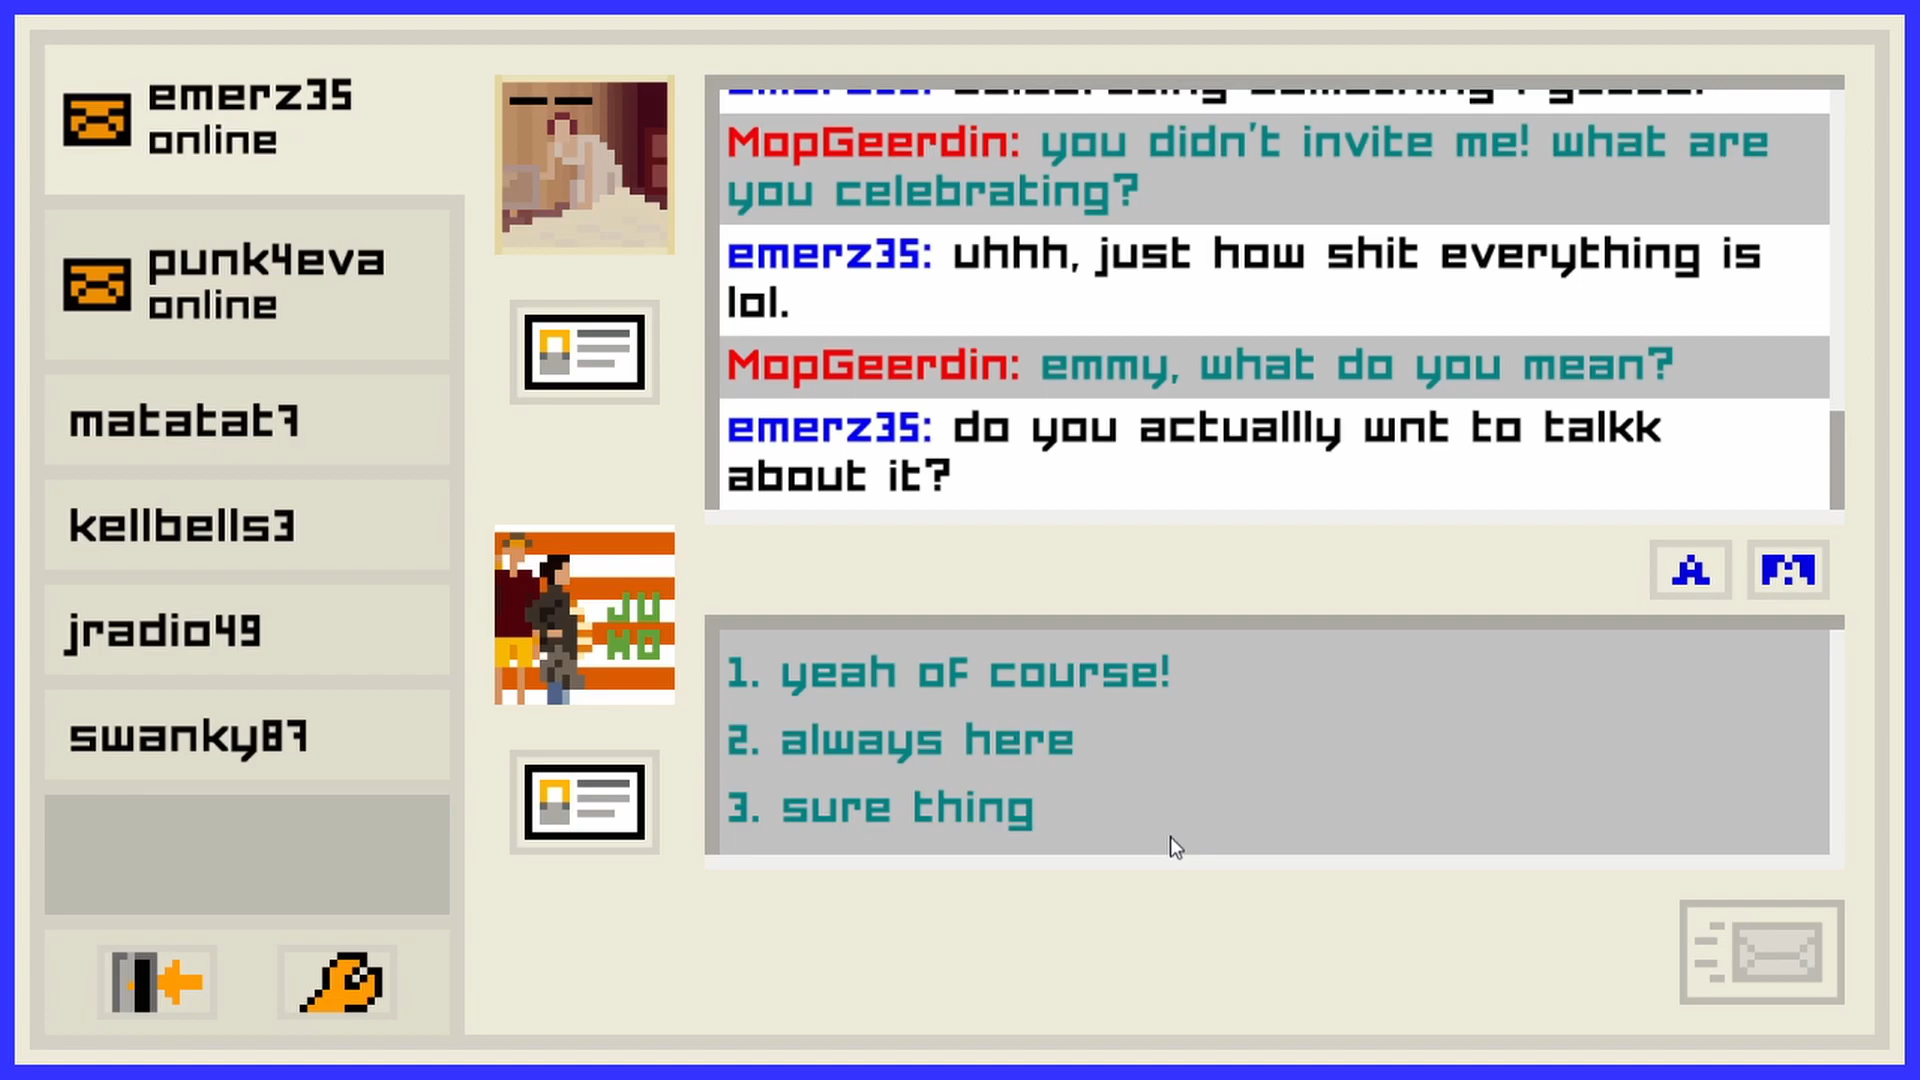 emerz35
online
punk4eva
online
matatat7
kellbells3
jradio49
swanky87
MopGeerdin: you didn't invite me! what are
you celebrating?
emerz35: uhhh, just how shit everything is
lol.
MopGeerdin: emmy, what do you mean?
emerz35: do you actuallly wnt to talkk
about it?
JU
NO
A
1. yeah of course!
2. always here
3. sure thing